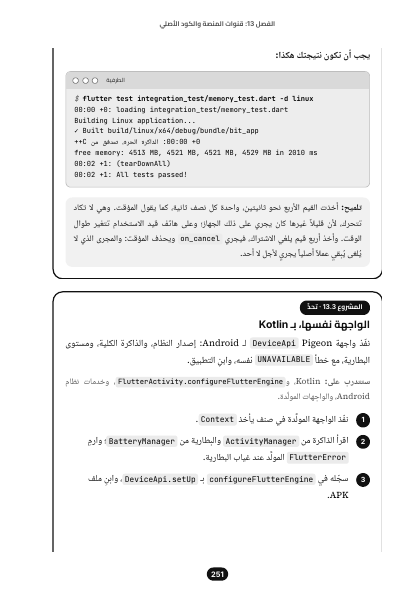 الفصل 13: قنوات المنصة والكود الأصلي
يجب أن تكون نتيجتك هكذا:
الطرفية
$ flutter test integration_test/memory_test.dart -d linux
00:00 +0: loading integration_test/memory_test.dart
Building Linux application...
✓ Built build/linux/x64/debug/bundle/bit_app
00:00 +0: الذاكرة الحرة، تتدفق من C++
free memory: 4513 MB, 4521 MB, 4521 MB, 4529 MB in 2010 ms
00:02 +1: (tearDownAll)
00:02 +1: All tests passed!
تلميح: أخذت القيم الأربع نحو ثانيتين، واحدة كل نصف ثانية، كما يقول المؤقت. وهي لا تكاد
تتحرك، لأن قليلاً غيرها كان يجري على ذلك الجهاز؛ وعلى هاتف قيد الاستخدام تتغير طوال
الوقت. وأخذ أربع قيم يلغي الاشتراك، فيجري on_cancel ويحذف المؤقت؛ والمجرى الذي لا
يُلغى يُبقي عملاً أصلياً يجري لأجل لا أحد.
المشروع 13.3 · تحدٍّ
الواجهة نفسها، بـ Kotlin
نفّذ واجهة DeviceApi Pigeon لـ Android: إصدار النظام، والذاكرة الكلية، ومستوى
البطارية، مع خطأ UNAVAILABLE نفسه، وابنِ التطبيق.
ستتدرب على: Kotlin، و FlutterActivity.configureFlutterEngine، وخدمات نظام
Android، والواجهات المولَّدة.
1 نفّذ الواجهة المولَّدة في صنف يأخذ Context.
2 اقرأ الذاكرة من ActivityManager والبطارية من BatteryManager؛ وارمِ
FlutterError المولَّد عند غياب البطارية.
3 سجّله في configureFlutterEngine بـ DeviceApi.setUp، وابنِ ملف
APK.
251